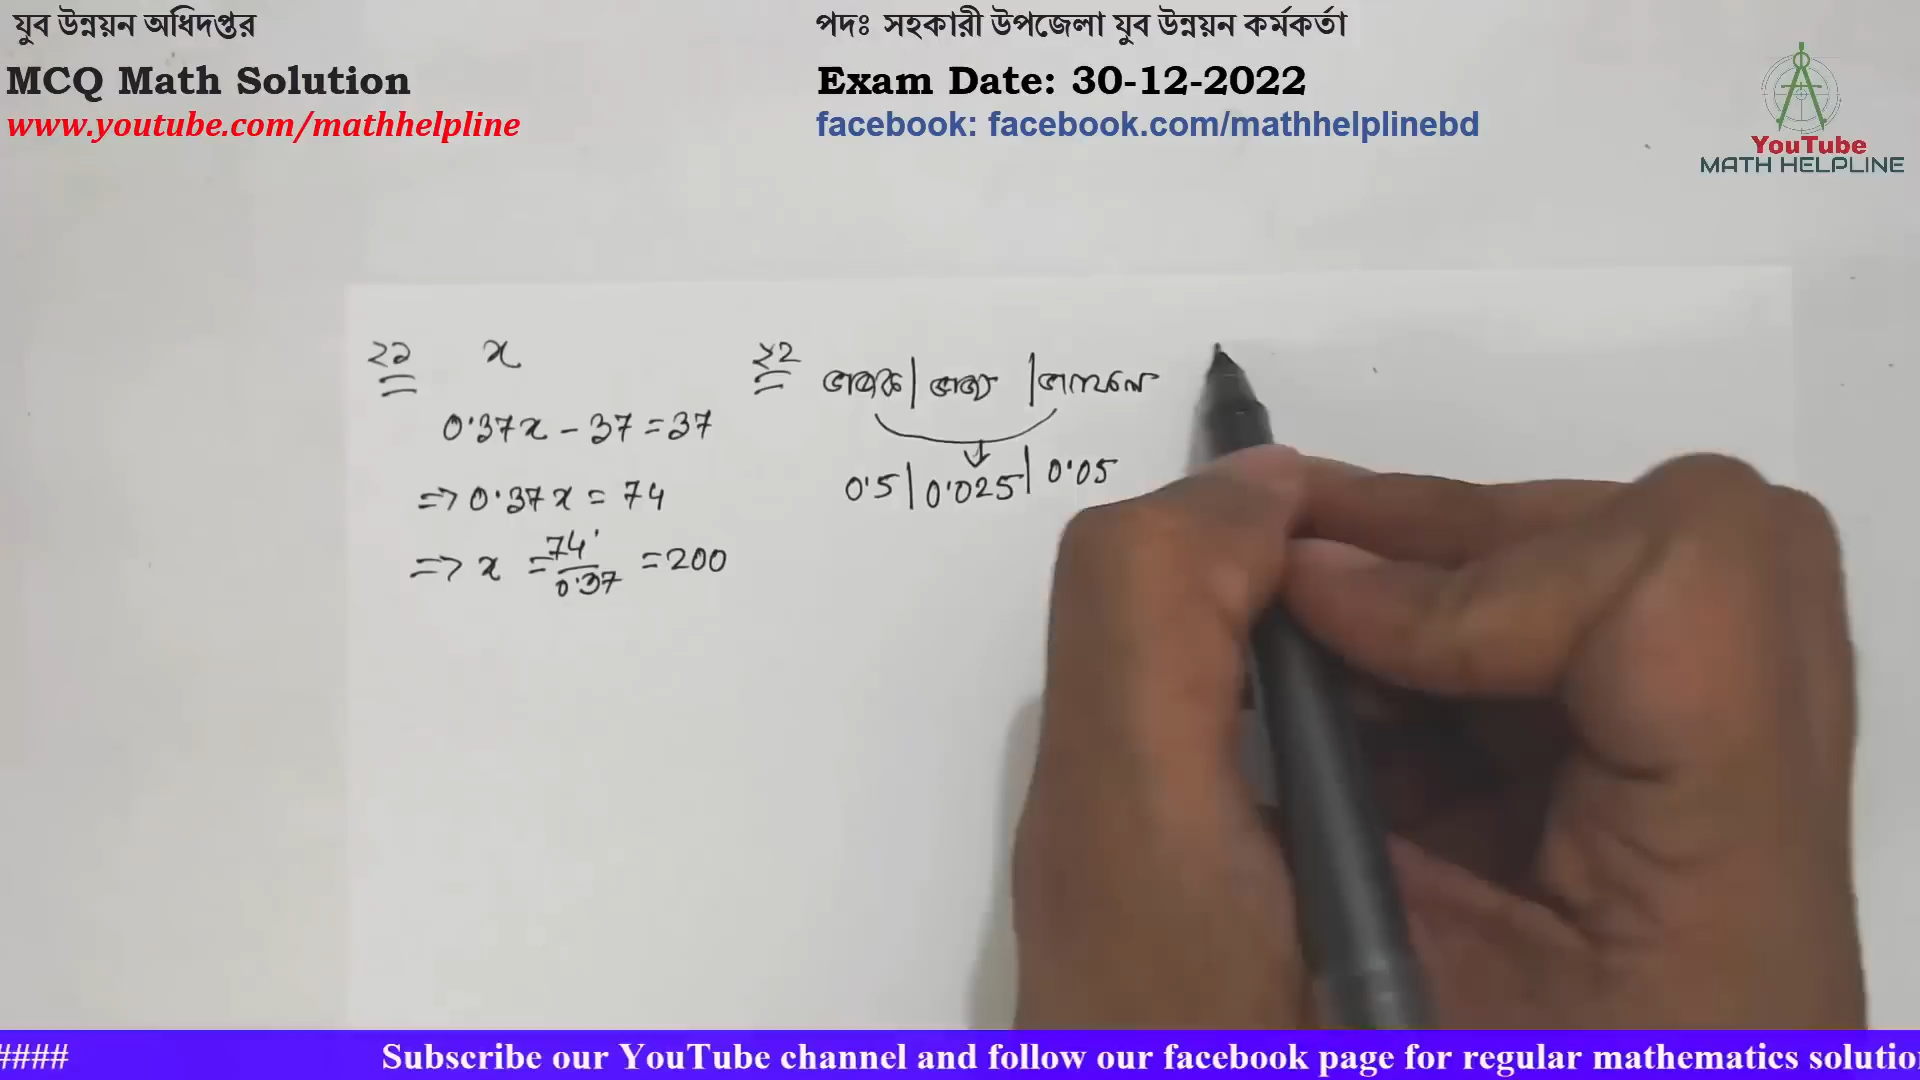 যুব উন্নয়ন অধিদপ্তর
MCQ Math Solution
www.youtube.com/mathhelpline
পদঃ সহকারী উপজেলা যুব উন্নয়ন কর্মকর্তা
Exam Date: 30-12-2022
facebook: facebook.com/mathhelplinebd
YouTube
MATH HELPLINE
২১ x
0.37x - 37 = 37
=> 0.37x = 74
=> x = 74/0.37 = 200
২২ ভাজক | ভাজ্য | ভাগফল
0.5 | 0.025 | 0.05
####
Subscribe our YouTube channel and follow our facebook page for regular mathematics solutio